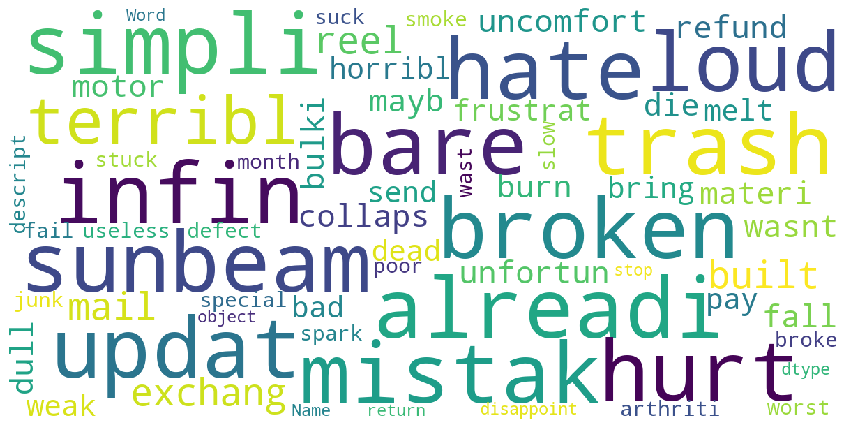 Word suck smoke uncomfort refund
simpli reel
motor horribl hate loud
terribl mayb frustrat die melt
bulki bare slow trash
descript stuck month wast
infin send burn bring materi
fail useless defect collaps broken wasnt
sunbeam dead poor unfortun stop built
junk mail special bad alreadi pay fall
object
dull updat spark mistak hurt broke
dtype
weak exchang Name return disappoint arthriti worst